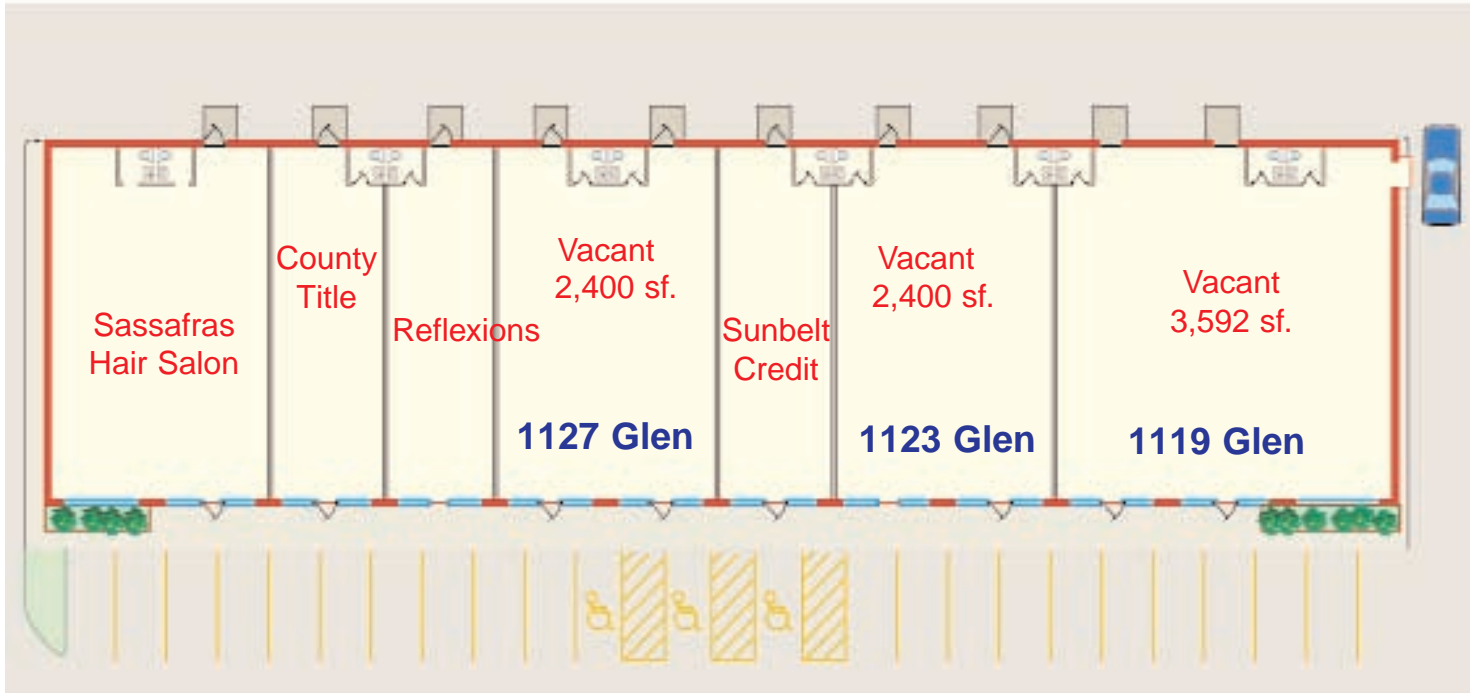 Sassafras
Hair Salon
County
Title
Reflexions
Vacant
2,400 sf.
1127 Glen
Sunbelt
Credit
Vacant
2,400 sf.
1123 Glen
Vacant
3,592 sf.
1119 Glen